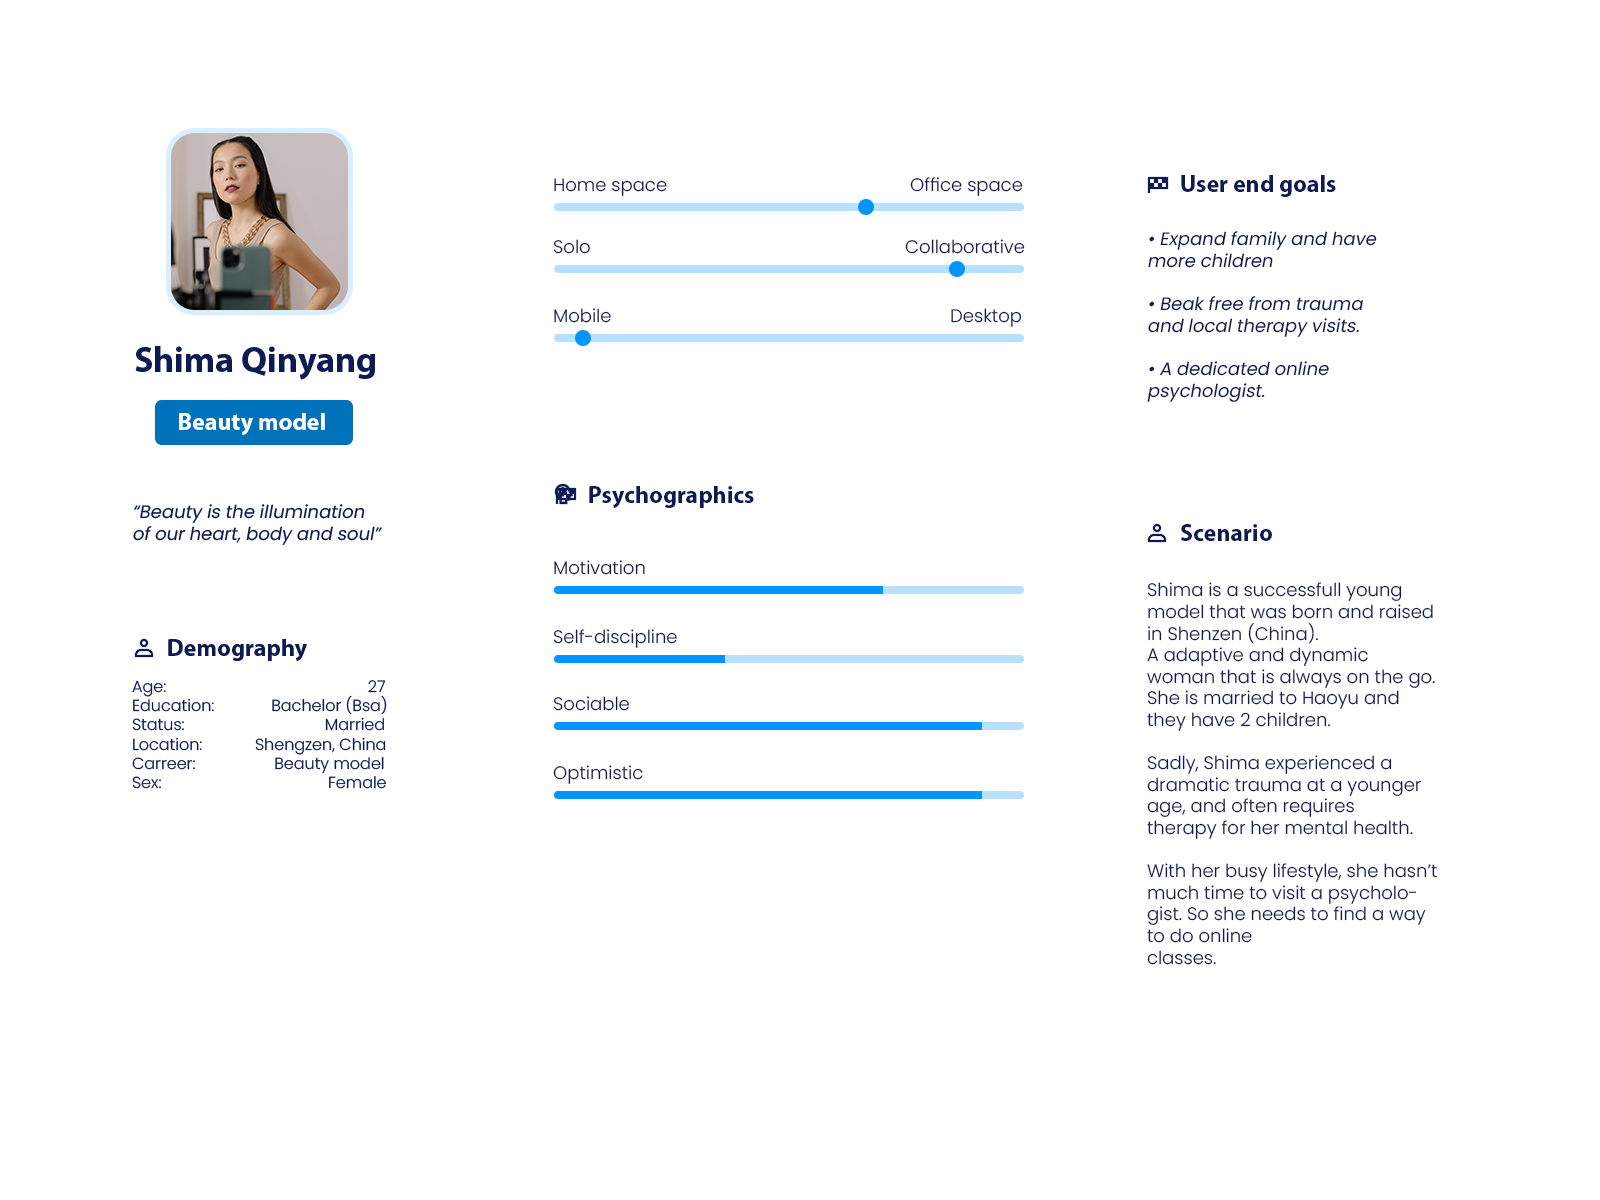 Shima Qinyang
Beauty model
“Beauty is the illumination
of our heart, body and soul”
Demography
Age: 27
Education: Bachelor (Bsa)
Status: Married
Location: Shengzen, China
Carreer: Beauty model
Sex: Female
Home space Office space
Solo Collaborative
Mobile Desktop
Psychographics
Motivation
Self-discipline
Sociable
Optimistic
User end goals
• Expand family and have
more children
• Beak free from trauma
and local therapy visits.
• A dedicated online
psychologist.
Scenario
Shima is a successfull young
model that was born and raised
in Shenzen (China).
A adaptive and dynamic
woman that is always on the go.
She is married to Haoyu and
they have 2 children.
Sadly, Shima experienced a
dramatic trauma at a younger
age, and often requires
therapy for her mental health.
With her busy lifestyle, she hasn’t
much time to visit a psycholo-
gist. So she needs to find a way
to do online
classes.